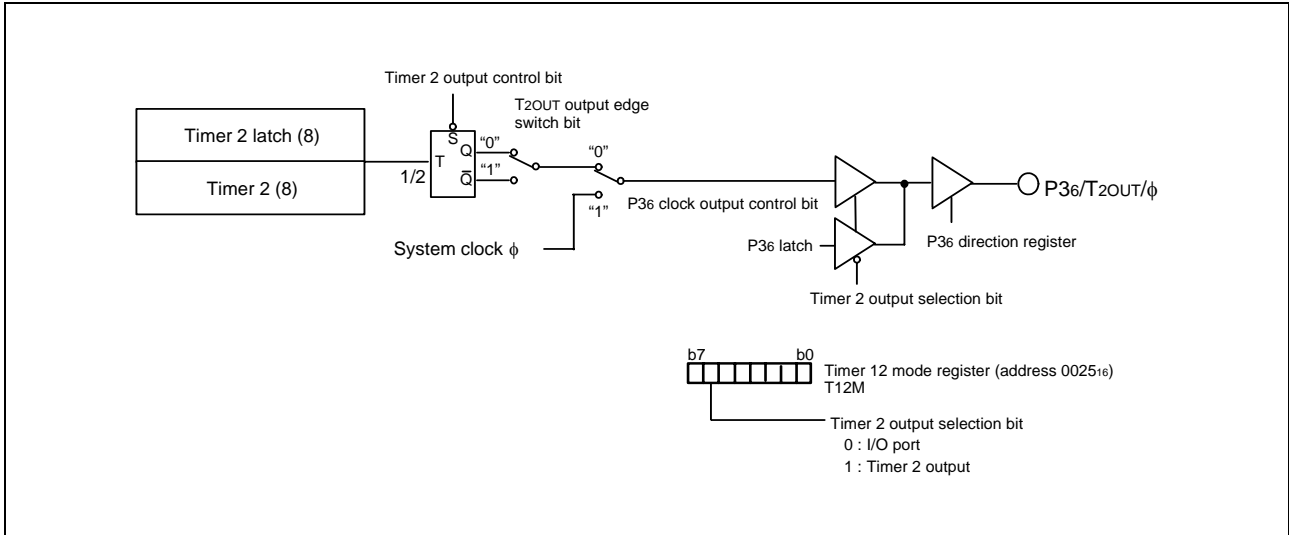 Timer 2 output control bit
T2OUT output edge
switch bit
Timer 2 latch (8)
Timer 2 (8)
1/2
T
S
Q
Q̅
“0”
“1”
“0”
“1”
P36 clock output control bit
System clock ϕ
P36 latch
P36/T2OUT/ϕ
P36 direction register
Timer 2 output selection bit
b7
b0
Timer 12 mode register (address 002516)
T12M
Timer 2 output selection bit
0 : I/O port
1 : Timer 2 output